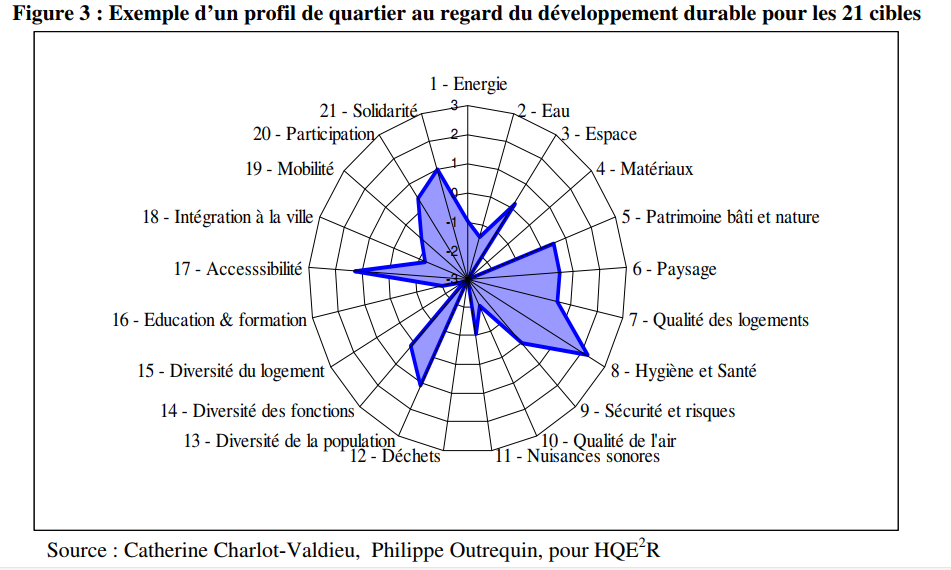 Figure 3 : Exemple d’un profil de quartier au regard du développement durable pour les 21 cibles
1 - Energie
21 - Solidarité
3
2 - Eau
20 - Participation
2
3 - Espace
19 - Mobilité
1
4 - Matériaux
0
18 - Intégration à la ville
-1
5 - Patrimoine bâti et nature
-2
17 - Accesssibilité
-3
6 - Paysage
16 - Education & formation
7 - Qualité des logements
15 - Diversité du logement
8 - Hygiène et Santé
14 - Diversité des fonctions
9 - Sécurité et risques
13 - Diversité de la population
10 - Qualité de l'air
12 - Déchets
11 - Nuisances sonores
Source : Catherine Charlot-Valdieu, Philippe Outrequin, pour HQE²R